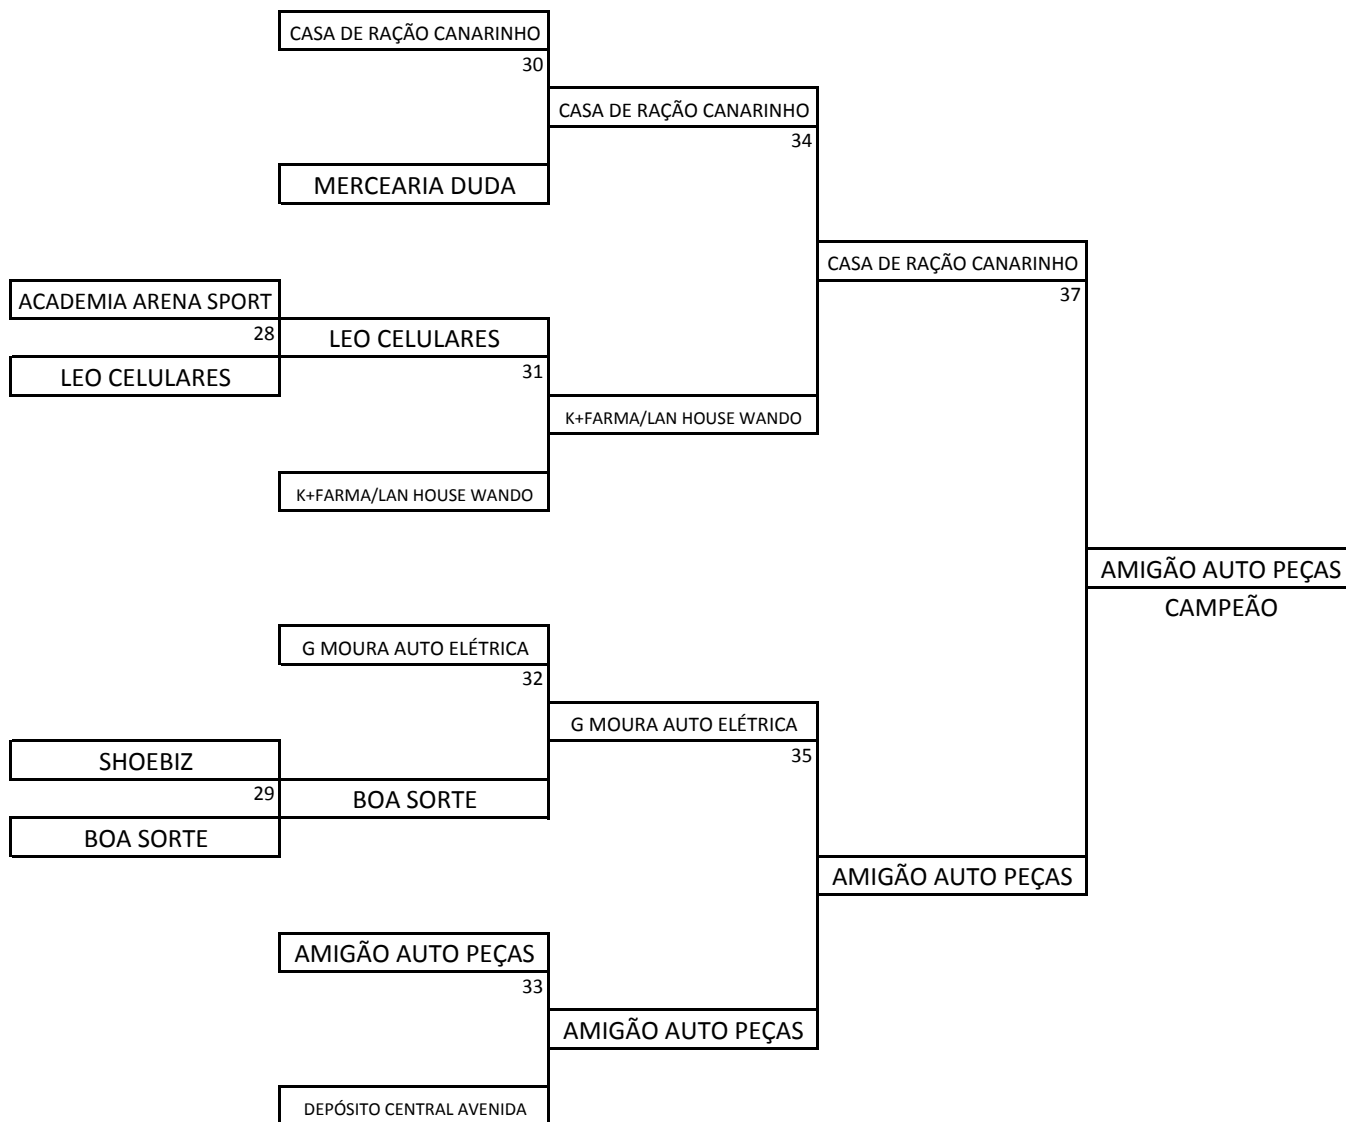 CASA DE RAÇÃO CANARINHO
30
CASA DE RAÇÃO CANARINHO
34
MERCEARIA DUDA
CASA DE RAÇÃO CANARINHO
37
ACADEMIA ARENA SPORT
28
LEO CELULARES
LEO CELULARES
31
K+FARMA/LAN HOUSE WANDO
K+FARMA/LAN HOUSE WANDO
AMIGÃO AUTO PEÇAS
CAMPEÃO
G MOURA AUTO ELÉTRICA
32
G MOURA AUTO ELÉTRICA
35
SHOEBIZ
29
BOA SORTE
BOA SORTE
AMIGÃO AUTO PEÇAS
AMIGÃO AUTO PEÇAS
33
AMIGÃO AUTO PEÇAS
DEPÓSITO CENTRAL AVENIDA